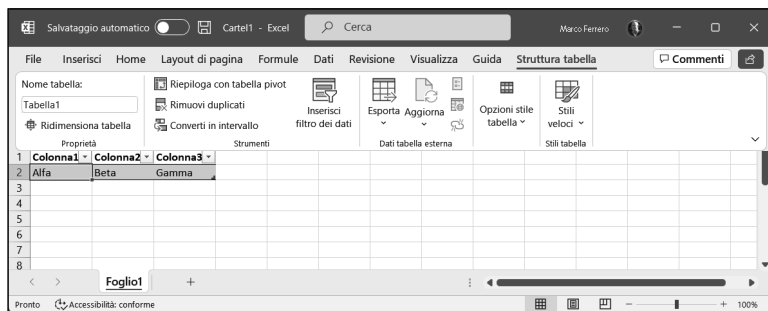 Salvataggio automatico Cartel1 - Excel Cerca Marco Ferrero
File Inserisci Home Layout di pagina Formule Dati Revisione Visualizza Guida Struttura tabella Commenti
Nome tabella:
Tabella1
Ridimensiona tabella
Proprietà
Riepiloga con tabella pivot
Rimuovi duplicati
Converti in intervallo
Inserisci
filtro dei dati
Strumenti
Esporta Aggiorna
Dati tabella esterna
Opzioni stile
tabella
Stili
veloci
Stili tabella
1 Colonna1 Colonna2 Colonna3
2 Alfa Beta Gamma
3
4
5
6
7
8
Foglio1
Pronto Accessibilità: conforme 100%